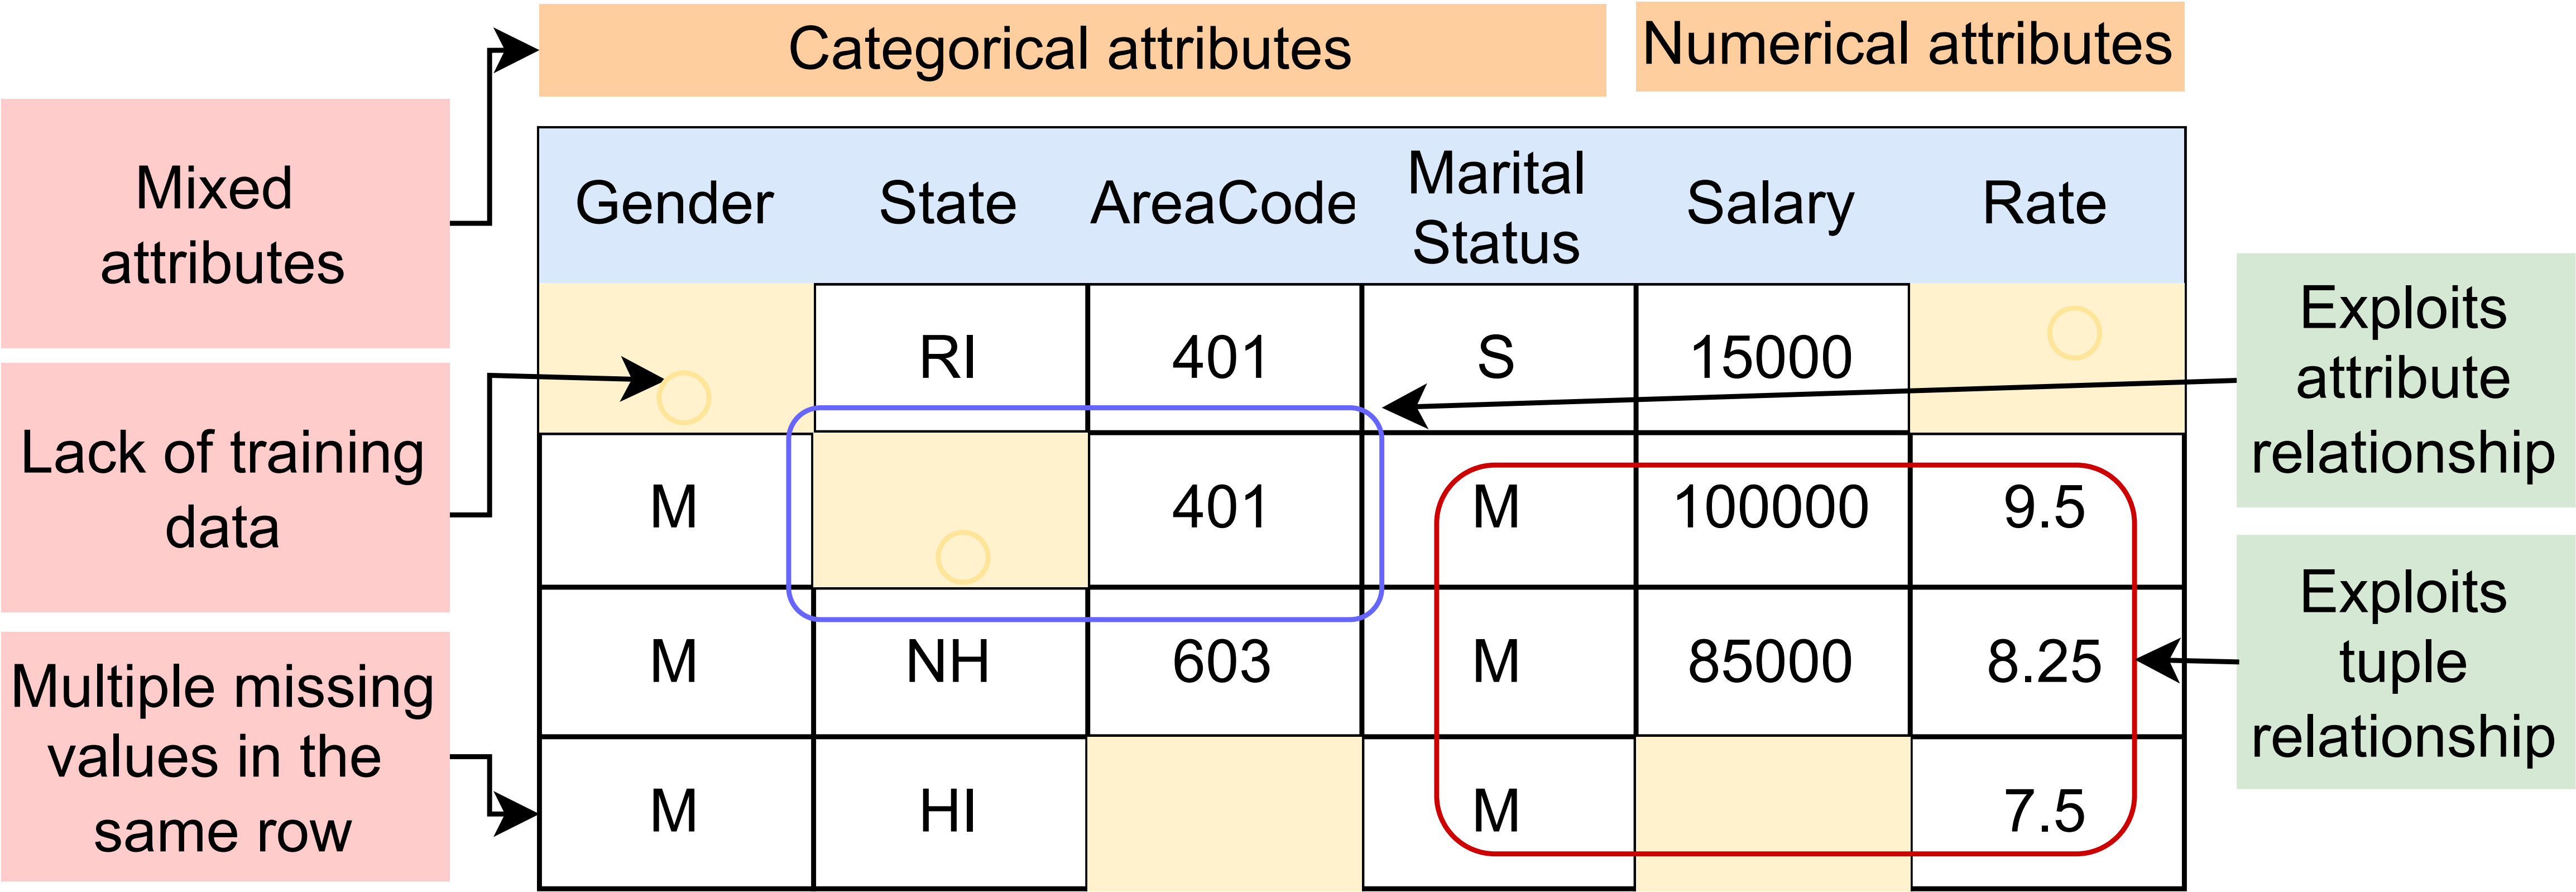 Categorical attributes
Numerical attributes
Mixed
attributes
Lack of training
data
Multiple missing
values in the
same row
Gender State AreaCode Marital Status Salary Rate
RI 401 S 15000
M 401 M 100000 9.5
M NH 603 M 85000 8.25
M HI M 7.5
Exploits
attribute
relationship
Exploits
tuple
relationship